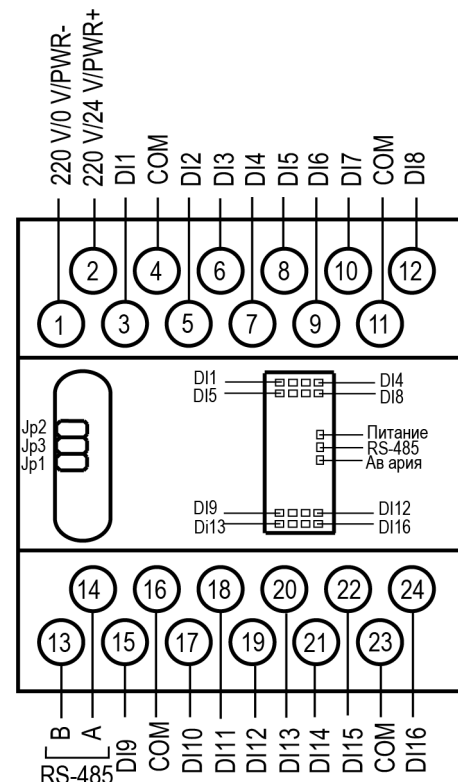 220 V/0 V/PWR-
220 V/24 V/PWR+
DI1
COM
DI2
DI3
DI4
DI5
DI6
DI7
COM
DI8
2
4
6
8
10
12
1
3
5
7
9
11
Jp2
Jp3
Jp1
DI1
DI4
DI5
DI8
Питание
RS-485
Ав ария
DI9
DI12
Di13
DI16
14
16
18
20
22
24
13
15
17
19
21
23
B
A
RS-485
DI9
COM
DI10
DI11
DI12
DI13
DI14
DI15
COM
DI16